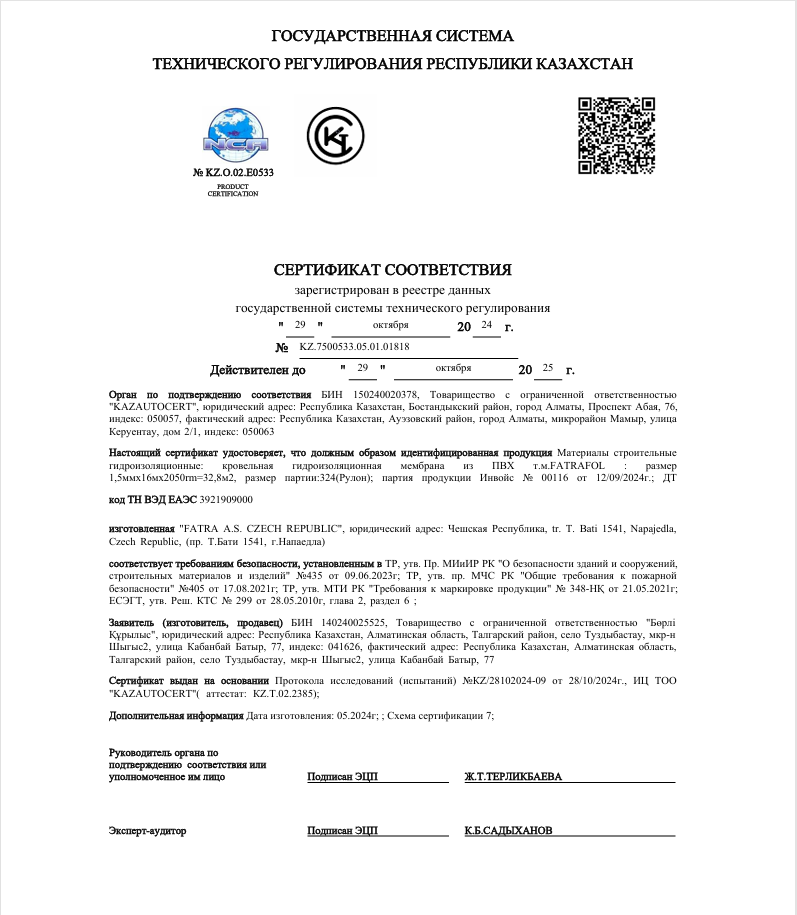 ГОСУДАРСТВЕННАЯ СИСТЕМА
ТЕХНИЧЕСКОГО РЕГУЛИРОВАНИЯ РЕСПУБЛИКИ КАЗАХСТАН
NCA
№ KZ.O.02.E0533
PRODUCT
CERTIFICATION
СЕРТИФИКАТ СООТВЕТСТВИЯ
зарегистрирован в реестре данных
государственной системы технического регулирования
" 29 " октября 20 24 г.
№ KZ.7500533.05.01.01818
Действителен до " 29 " октября 20 25 г.
Орган по подтверждению соответствия БИН 150240020378, Товарищество с ограниченной ответственностью
"KAZAUTOCERT", юридический адрес: Республика Казахстан, Бостандыкский район, город Алматы, Проспект Абая, 76,
индекс: 050057, фактический адрес: Республика Казахстан, Ауэзовский район, город Алматы, микрорайон Мамыр, улица
Керуентау, дом 2/1, индекс: 050063
Настоящий сертификат удостоверяет, что должным образом идентифицированная продукция Материалы строительные
гидроизоляционные: кровельная гидроизоляционная мембрана из ПВХ т.м.FATRAFOL : размер
1,5ммх16мх2050rm=32,8м2, размер партии:324(Рулон); партия продукции Инвойс № 00116 от 12/09/2024г.; ДТ
код ТН ВЭД ЕАЭС 3921909000
изготовленная "FATRA A.S. CZECH REPUBLIC", юридический адрес: Чешская Республика, tr. T. Bati 1541, Napajedla,
Czech Republic, (пр. Т.Бати 1541, г.Напаедла)
соответствует требованиям безопасности, установленным в ТР, утв. Пр. МИиИР РК "О безопасности зданий и сооружений,
строительных материалов и изделий" №435 от 09.06.2023г; ТР, утв. пр. МЧС РК "Общие требования к пожарной
безопасности" №405 от 17.08.2021г; ТР, утв. МТИ РК "Требования к маркировке продукции" № 348-НҚ от 21.05.2021г;
ЕСЭГТ, утв. Реш. КТС № 299 от 28.05.2010г, глава 2, раздел 6 ;
Заявитель (изготовитель, продавец) БИН 140240025525, Товарищество с ограниченной ответственностью "Бөрлі
Құрылыс", юридический адрес: Республика Казахстан, Алматинская область, Талгарский район, село Туздыбастау, мкр-н
Шыгыс2, улица Кабанбай Батыр, 77, индекс: 041626, фактический адрес: Республика Казахстан, Алматинская область,
Талгарский район, село Туздыбастау, мкр-н Шыгыс2, улица Кабанбай Батыр, 77
Сертификат выдан на основании Протокола исследований (испытаний) №KZ/28102024-09 от 28/10/2024г., ИЦ ТОО
"KAZAUTOCERT"( аттестат: KZ.T.02.2385);
Дополнительная информация Дата изготовления: 05.2024г; ; Схема сертификации 7;
Руководитель органа по
подтверждению соответствия или
уполномоченное им лицо Подписан ЭЦП Ж.Т.ТЕРЛИКБАЕВА
Эксперт-аудитор Подписан ЭЦП К.Б.САДЫХАНОВ